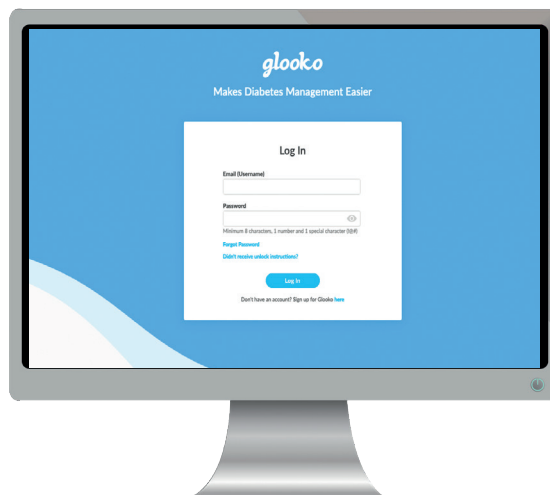 glooko
Makes Diabetes Management Easier
Log In
Email (Username)
Password
Minimum 8 characters, 1 number and 1 special character (!@#)
Forgot Password
Didn't receive unlock instructions?
Log In
Don't have an account? Sign up for Glooko here